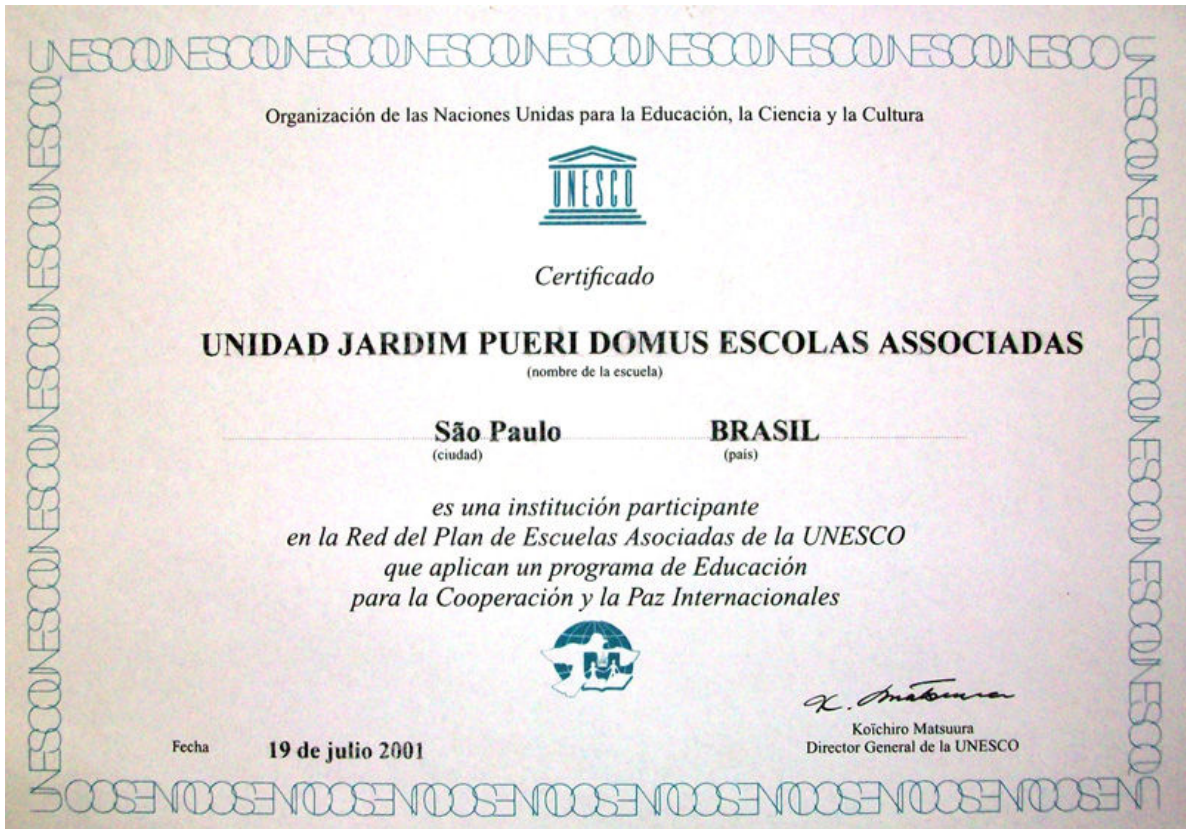 UNESCOUNESCOUNESCOUNESCOUNESCOUNESCOUNESCOUNESCO
Organización de las Naciones Unidas para la Educación, la Ciencia y la Cultura
UNESCO
Certificado
UNIDAD JARDIM PUERI DOMUS ESCOLAS ASSOCIADAS
(nombre de la escuela)
São Paulo BRASIL
(ciudad) (país)
es una institución participante
en la Red del Plan de Escuelas Asociadas de la UNESCO
que aplican un programa de Educación
para la Cooperación y la Paz Internacionales
K. Matsuura
Koïchiro Matsuura
Director General de la UNESCO
Fecha 19 de julio 2001